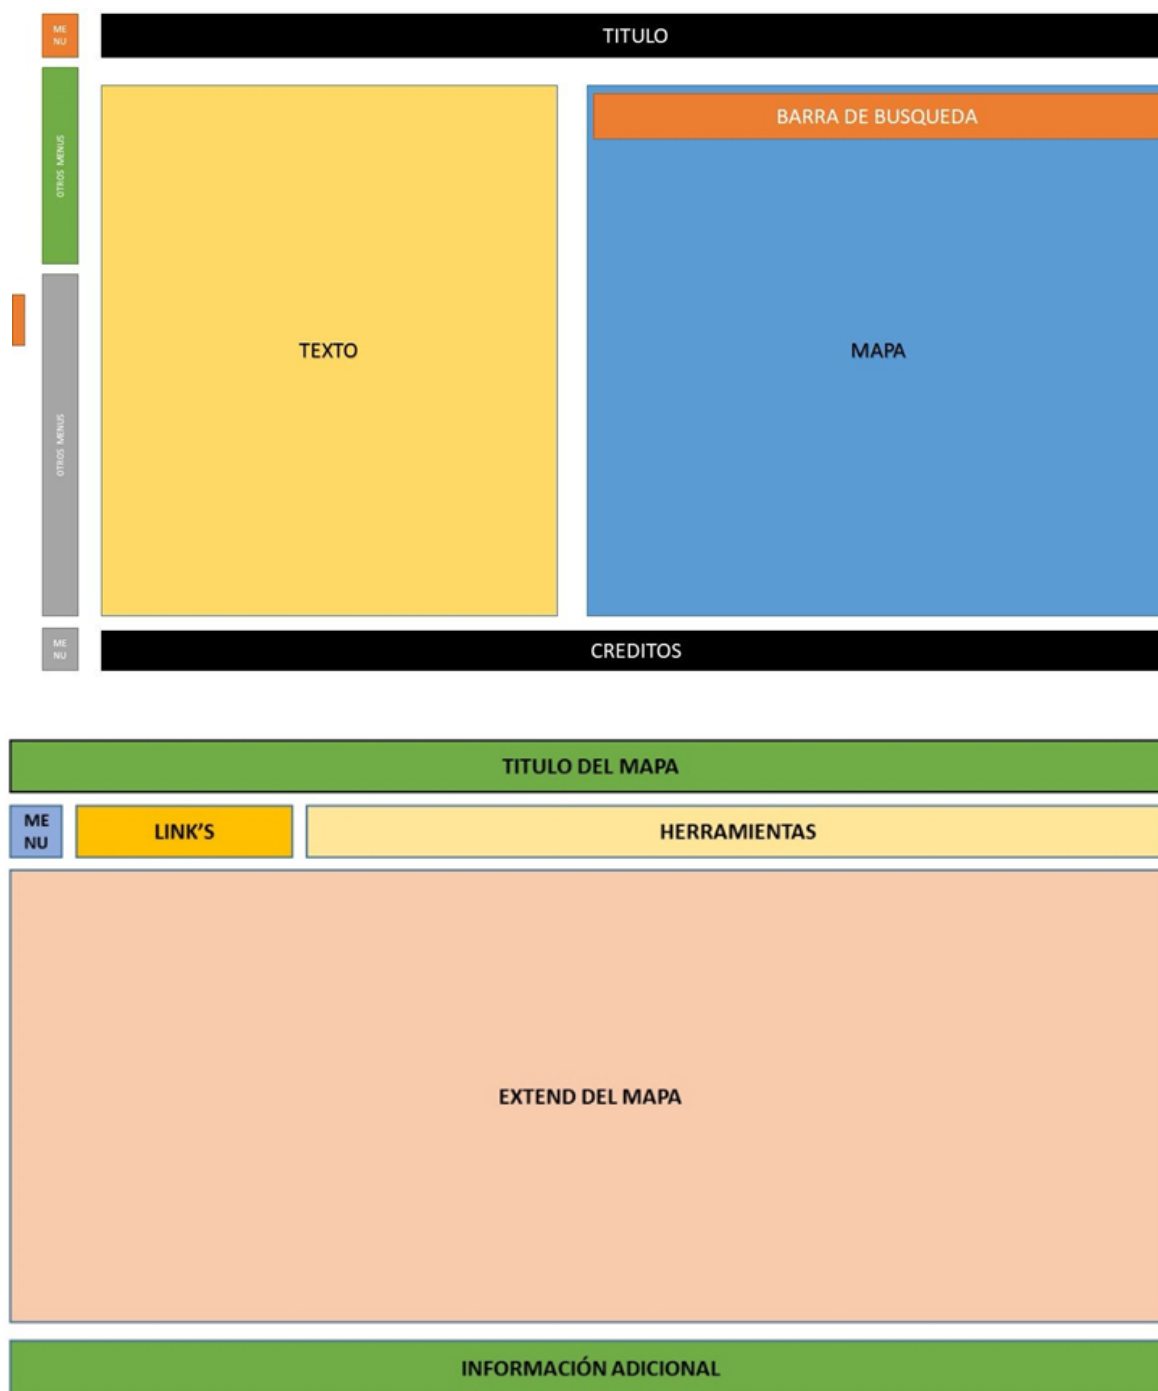 ME
NU
TITULO
OTROS MENUS
BARRA DE BUSQUEDA
TEXTO
MAPA
OTROS MENUS
ME
NU
CREDITOS
TITULO DEL MAPA
ME
NU
LINK'S
HERRAMIENTAS
EXTEND DEL MAPA
INFORMACIÓN ADICIONAL